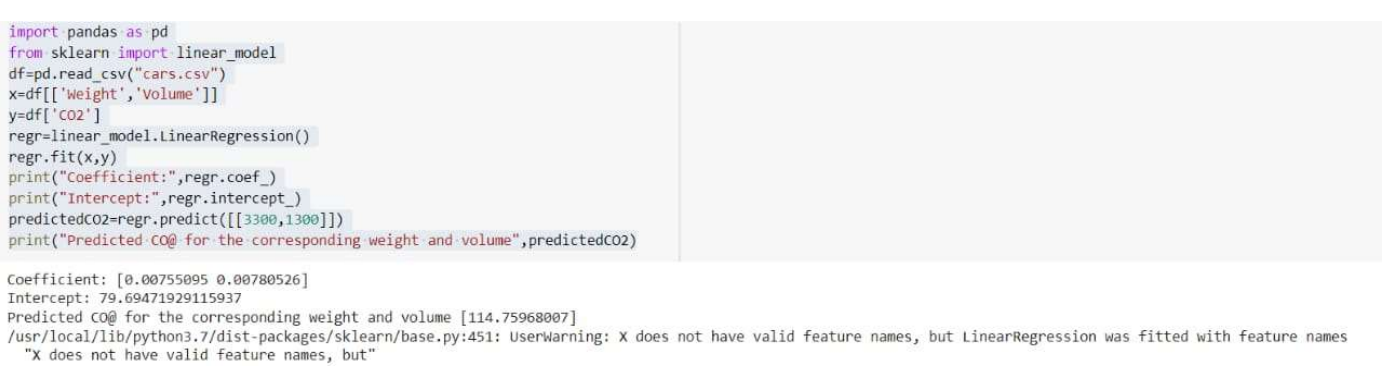 import pandas as pd
from sklearn import linear_model
df=pd.read_csv("cars.csv")
x=df[['Weight','Volume']]
y=df['CO2']
regr=linear_model.LinearRegression()
regr.fit(x,y)
print("Coefficient:",regr.coef_)
print("Intercept:",regr.intercept_)
predictedCO2=regr.predict([[3300,1300]])
print("Predicted CO@ for the corresponding weight and volume",predictedCO2)
Coefficient: [0.00755095 0.00780526]
Intercept: 79.69471929115937
Predicted CO@ for the corresponding weight and volume [114.75968007]
/usr/local/lib/python3.7/dist-packages/sklearn/base.py:451: UserWarning: X does not have valid feature names, but LinearRegression was fitted with feature names
"X does not have valid feature names, but"